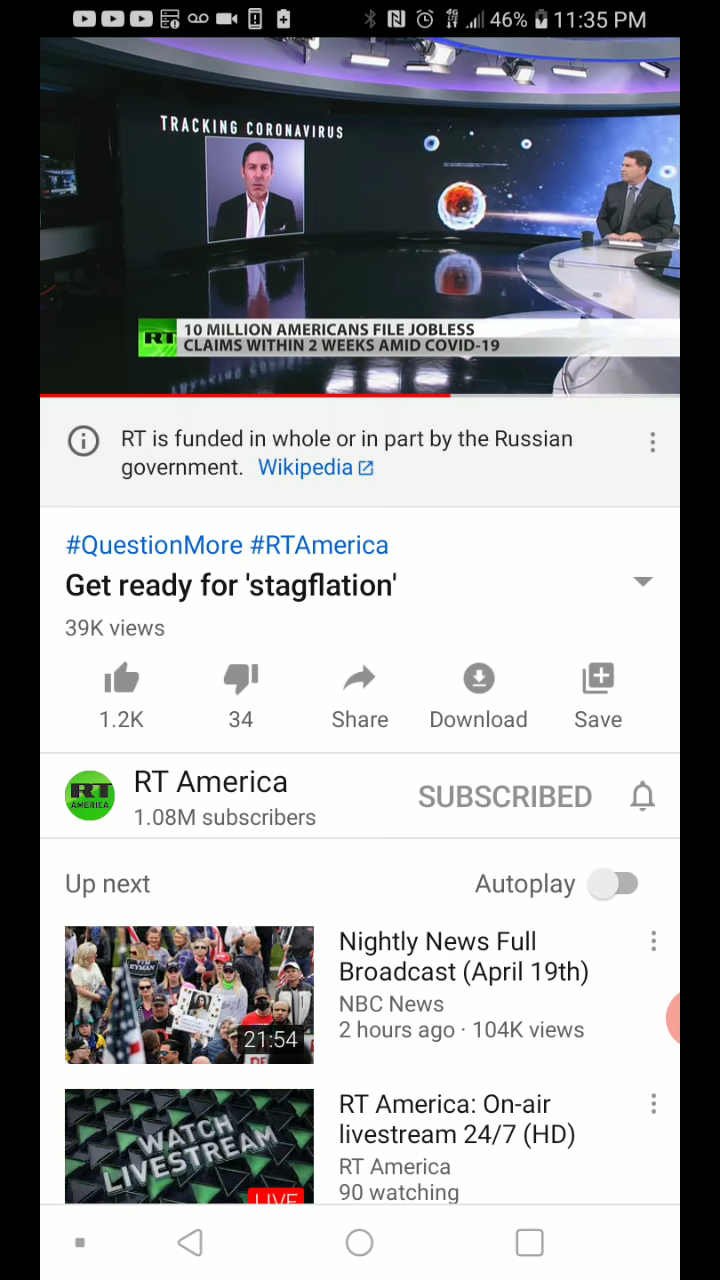 46% 11:35 PM
TRACKING CORONAVIRUS
RT 10 MILLION AMERICANS FILE JOBLESS
CLAIMS WITHIN 2 WEEKS AMID COVID-19
RT is funded in whole or in part by the Russian
government. Wikipedia
#QuestionMore #RTAmerica
Get ready for 'stagflation'
39K views
1.2K 34 Share Download Save
RT AMERICA
RT America
1.08M subscribers
SUBSCRIBED
Up next Autoplay
Nightly News Full
Broadcast (April 19th)
NBC News
2 hours ago · 104K views
EYMAN
21:54
RT America: On-air
livestream 24/7 (HD)
RT America
90 watching
WATCH
LIVESTREAM
LIVE